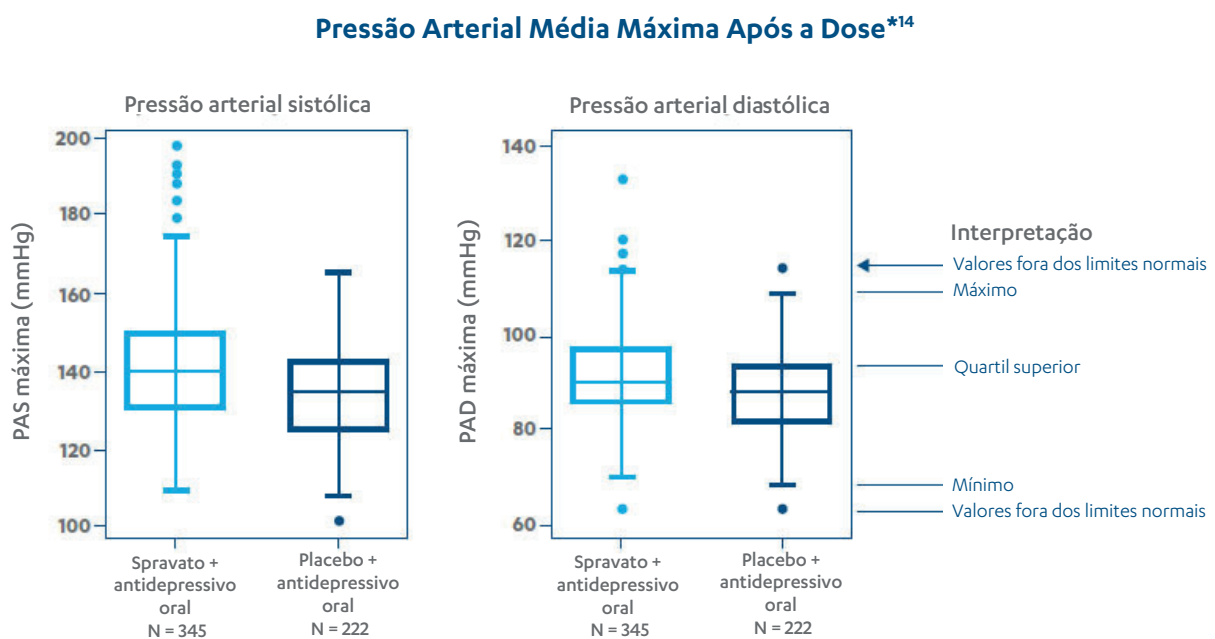 Pressão Arterial Média Máxima Após a Dose*14
Pressão arterial sistólica
PAS máxima (mmHg)
200
180
160
140
120
100
Spravato +
antidepressivo
oral
N = 345
Placebo +
antidepressivo
oral
N = 222
Pressão arterial diastólica
PAD máxima (mmHg)
140
120
100
80
60
Spravato +
antidepressivo
oral
N = 345
Placebo +
antidepressivo
oral
N = 222
Interpretação
Valores fora dos limites normais
Máximo
Quartil superior
Mínimo
Valores fora dos limites normais